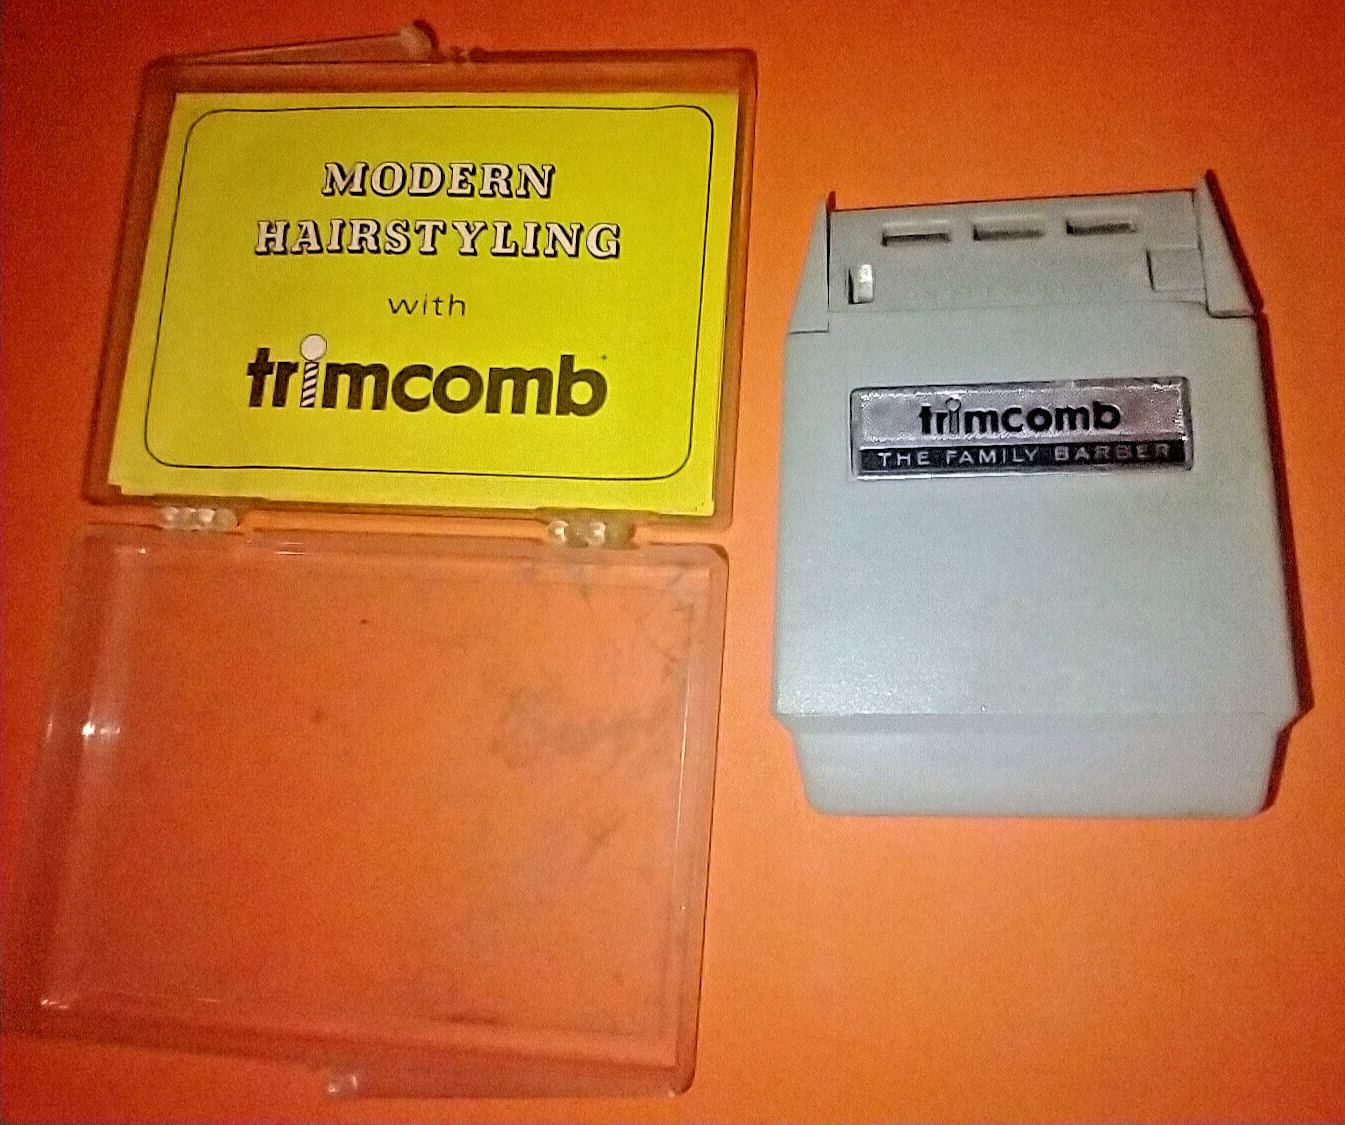 MODERN
HAIRSTYLING
with
trimcomb
trimcomb
THE FAMILY BARBER